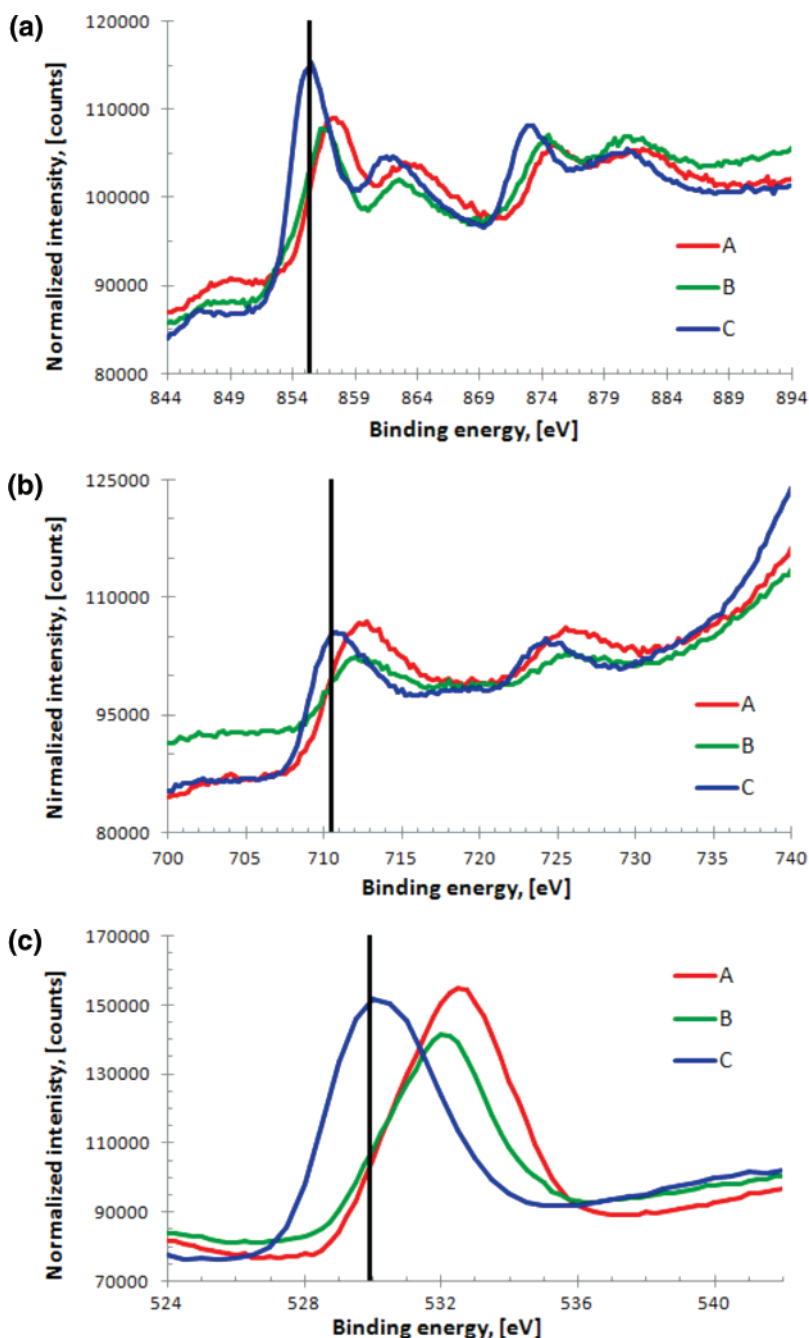 (a)
Normalized intensity, [counts]
120000
110000
100000
90000
80000
A
B
C
844 849 854 859 864 869 874 879 884 889 894
Binding energy, [eV]
(b)
Nirmalized intensity, [counts]
125000
110000
95000
80000
A
B
C
700 705 710 715 720 725 730 735 740
Binding energy, [eV]
(c)
Normalized intenisty, [counts]
170000
150000
130000
110000
90000
70000
A
B
C
524 528 532 536 540
Binding energy, [eV]